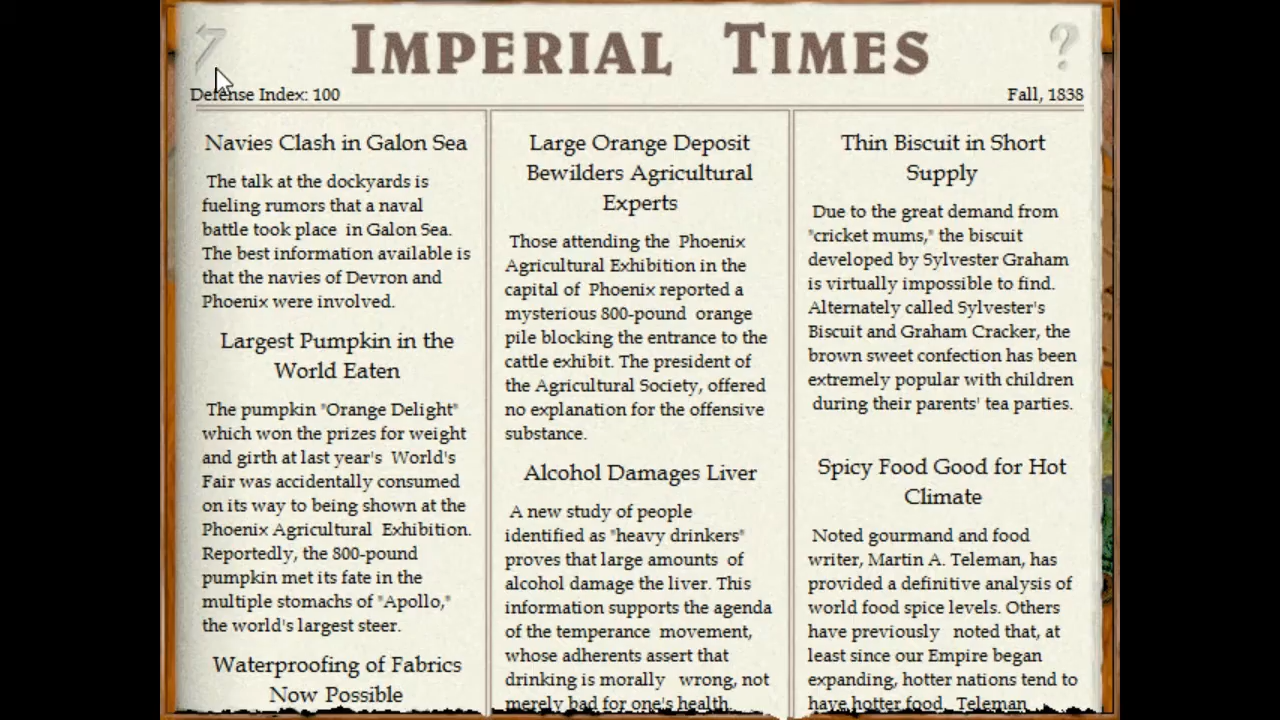 IMPERIAL TIMES
Defense Index: 100
Fall, 1838
Navies Clash in Galon Sea
The talk at the dockyards is
fueling rumors that a naval
battle took place in Galon Sea.
The best information available is
that the navies of Devron and
Phoenix were involved.
Largest Pumpkin in the
World Eaten
The pumpkin "Orange Delight"
which won the prizes for weight
and girth at last year's World's
Fair was accidentally consumed
on its way to being shown at the
Phoenix Agricultural Exhibition.
Reportedly, the 800-pound
pumpkin met its fate in the
multiple stomachs of "Apollo,"
the world's largest steer.
Waterproofing of Fabrics
Now Possible
Large Orange Deposit
Bewilders Agricultural
Experts
Those attending the Phoenix
Agricultural Exhibition in the
capital of Phoenix reported a
mysterious 800-pound orange
pile blocking the entrance to the
cattle exhibit. The president of
the Agricultural Society, offered
no explanation for the offensive
substance.
Alcohol Damages Liver
A new study of people
identified as "heavy drinkers"
proves that large amounts of
alcohol damage the liver. This
information supports the agenda
of the temperance movement,
whose adherents assert that
drinking is morally wrong, not
merely bad for one's health.
Thin Biscuit in Short
Supply
Due to the great demand from
"cricket mums," the biscuit
developed by Sylvester Graham
is virtually impossible to find.
Alternately called Sylvester's
Biscuit and Graham Cracker, the
brown sweet confection has been
extremely popular with children
during their parents' tea parties.
Spicy Food Good for Hot
Climate
Noted gourmand and food
writer, Martin A. Teleman, has
provided a definitive analysis of
world food spice levels. Others
have previously noted that, at
least since our Empire began
expanding, hotter nations tend to
have hotter food. Teleman